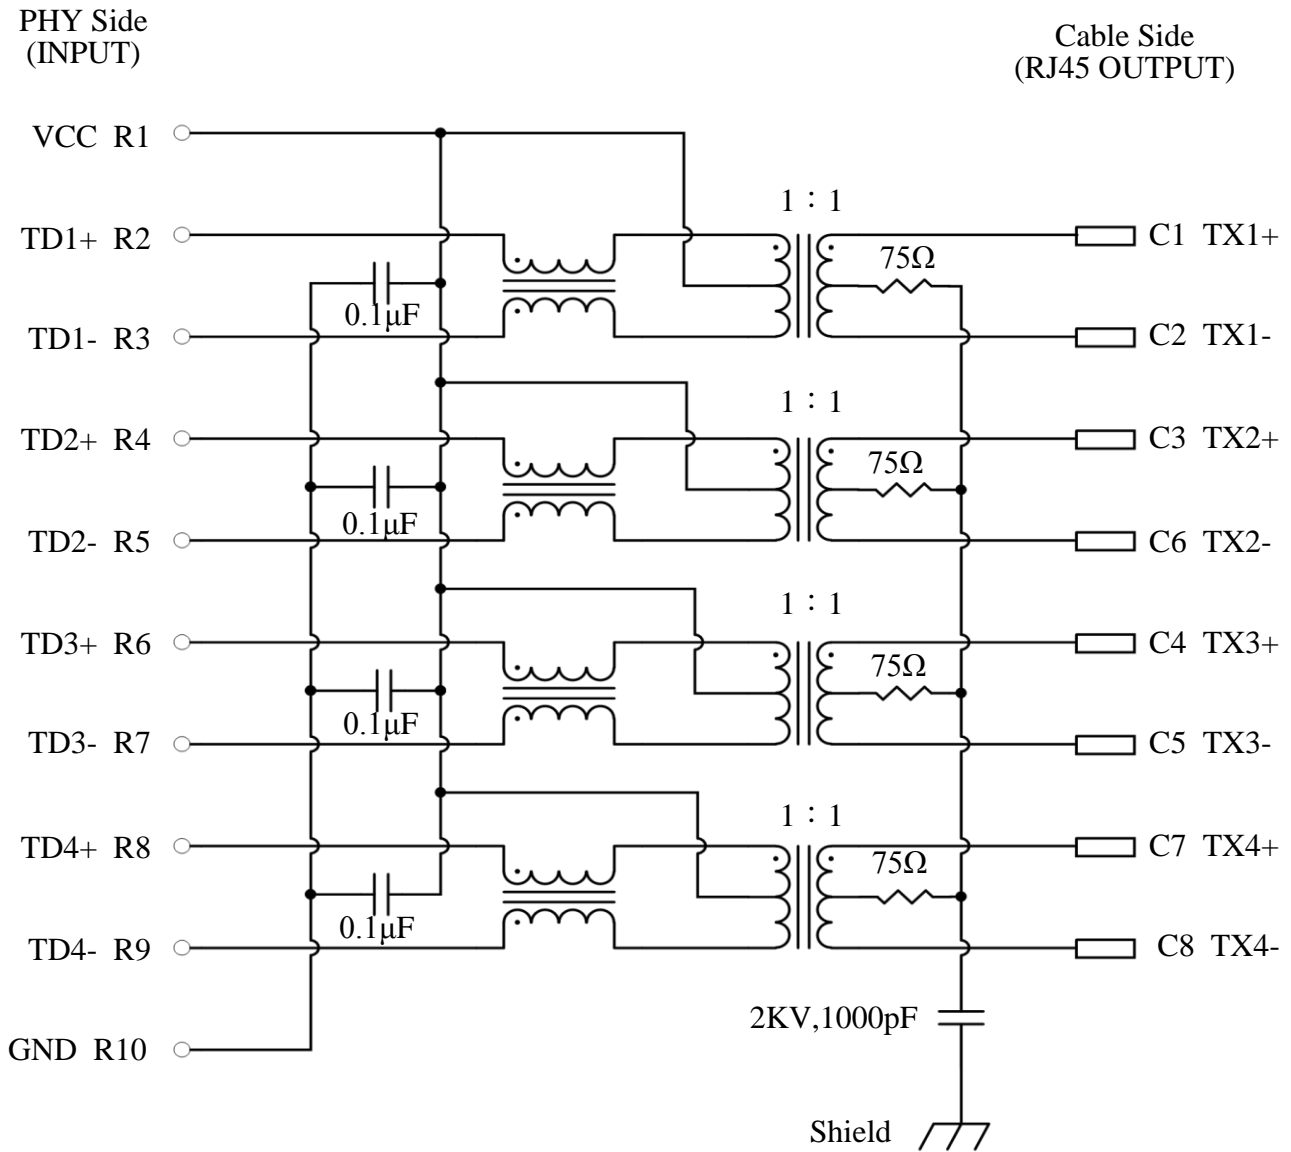 PHY Side
(INPUT)
Cable Side
(RJ45 OUTPUT)
VCC R1
1 : 1
TD1+ R2
75Ω
C1 TX1+
0.1µF
TD1- R3
C2 TX1-
1 : 1
TD2+ R4
75Ω
C3 TX2+
0.1µF
TD2- R5
C6 TX2-
1 : 1
TD3+ R6
75Ω
C4 TX3+
0.1µF
TD3- R7
C5 TX3-
1 : 1
TD4+ R8
75Ω
C7 TX4+
0.1µF
TD4- R9
C8 TX4-
2KV,1000pF
GND R10
Shield